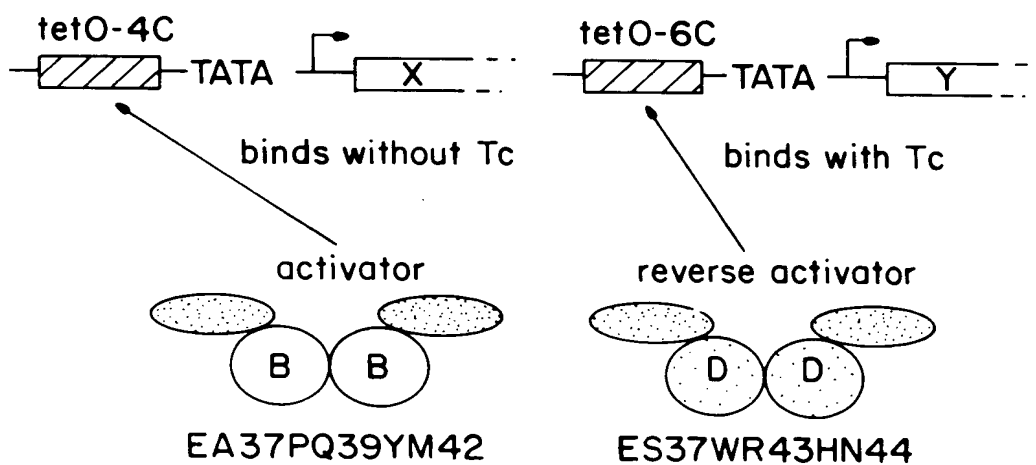 tetO-4C
TATA
X
binds without Tc
activator
B B
EA37PQ39YM42
tetO-6C
TATA
Y
binds with Tc
reverse activator
D D
ES37WR43HN44